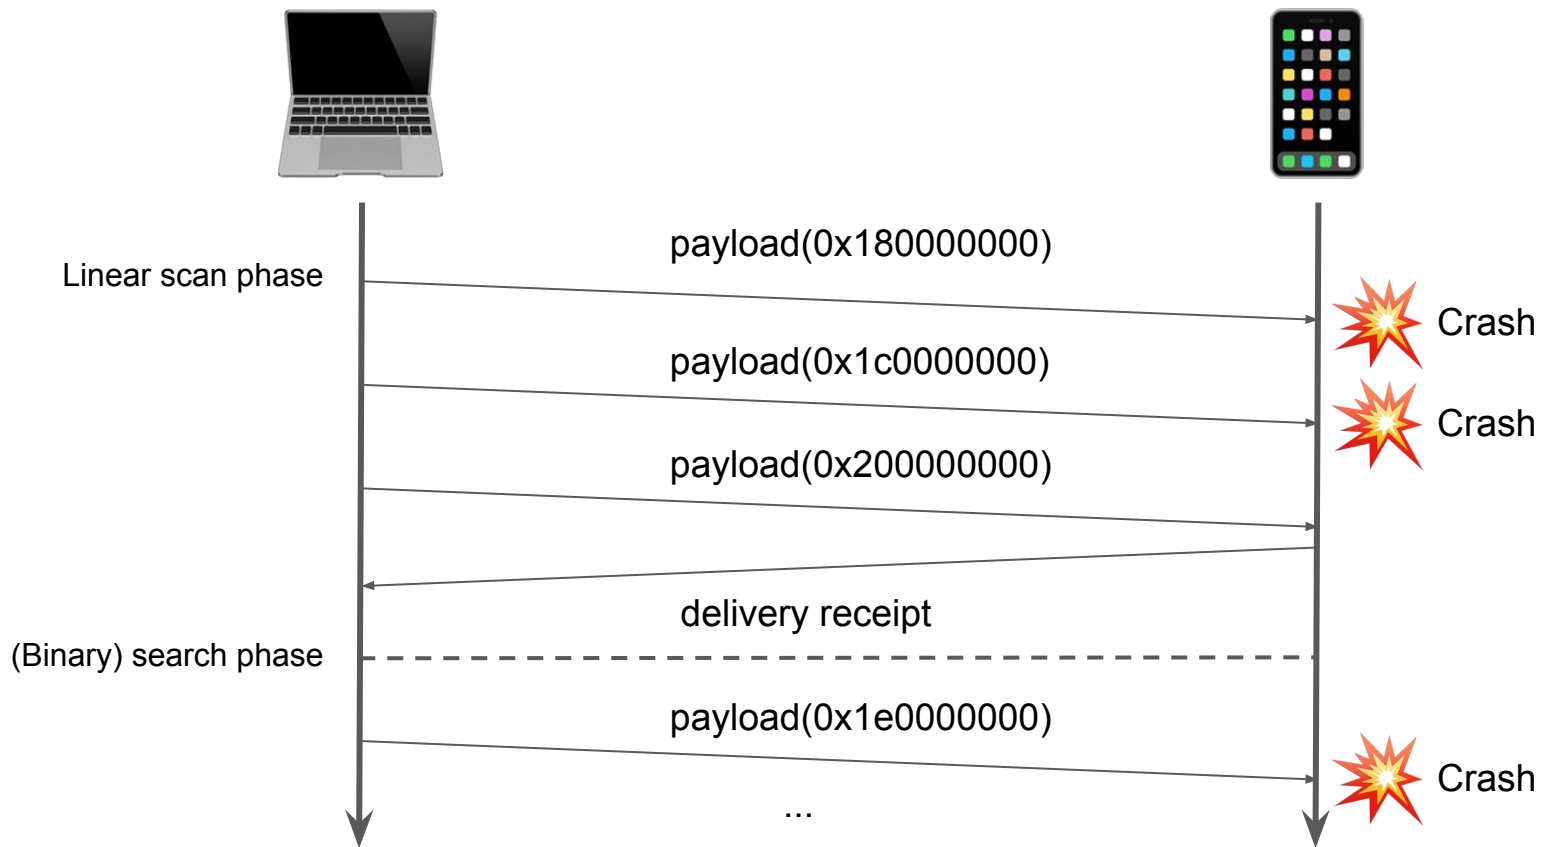 payload(0x180000000)
Linear scan phase
Crash
payload(0x1c0000000)
Crash
payload(0x200000000)
delivery receipt
(Binary) search phase
payload(0x1e0000000)
Crash
...